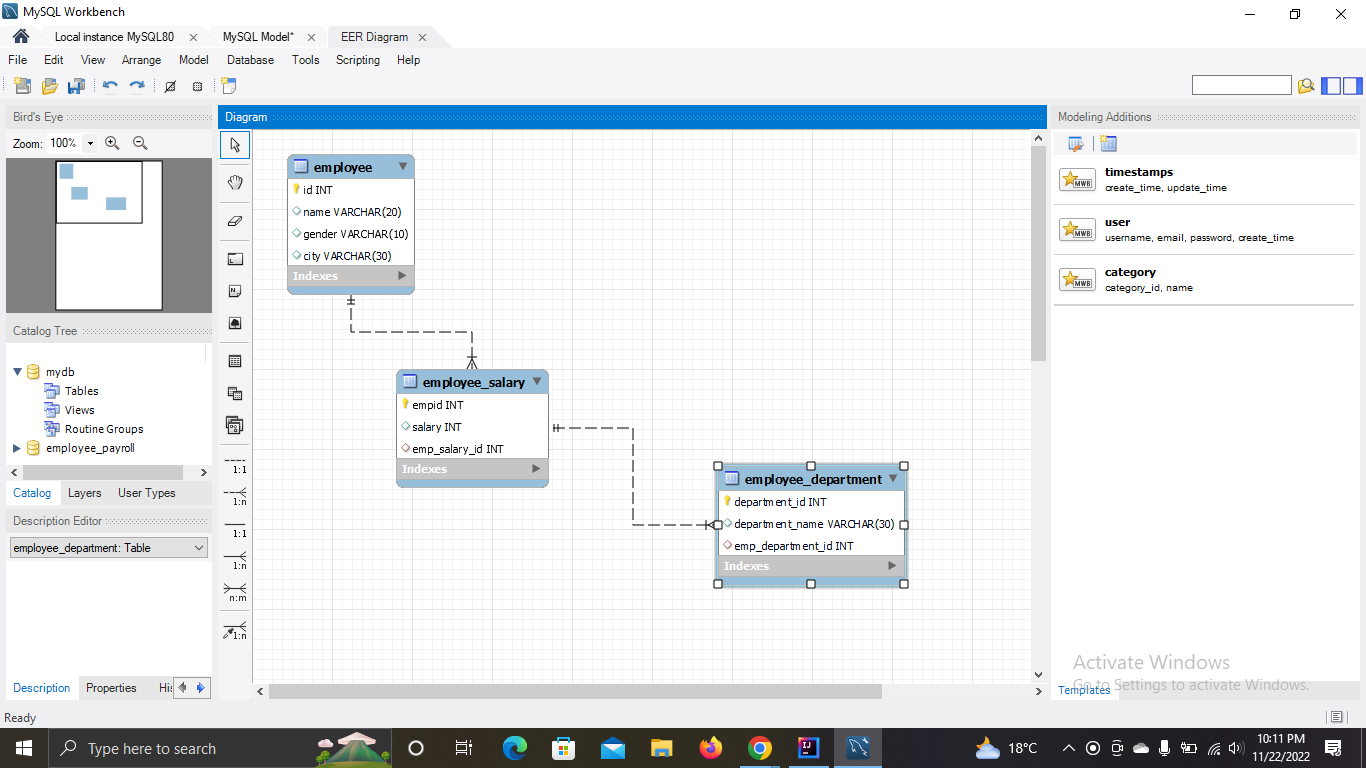 MySQL Workbench
Local instance MySQL80
MySQL Model*
EER Diagram
File Edit View Arrange Model Database Tools Scripting Help
Bird's Eye
Zoom: 100%
Catalog Tree
mydb
Tables
Views
Routine Groups
employee_payroll
Catalog Layers User Types
Description Editor
employee_department: Table
Description Properties His
Diagram
1:1
1:n
1:1
1:n
n:m
1:n
employee
id INT
name VARCHAR(20)
gender VARCHAR(10)
city VARCHAR(30)
Indexes
employee_salary
empid INT
salary INT
emp_salary_id INT
Indexes
employee_department
department_id INT
department_name VARCHAR(30)
emp_department_id INT
Indexes
Modeling Additions
MWB
timestamps
create_time, update_time
MWB
user
username, email, password, create_time
MWB
category
category_id, name
Activate Windows
Go to Settings to activate Windows.
Templates
Ready
Type here to search
18°C
10:11 PM
11/22/2022